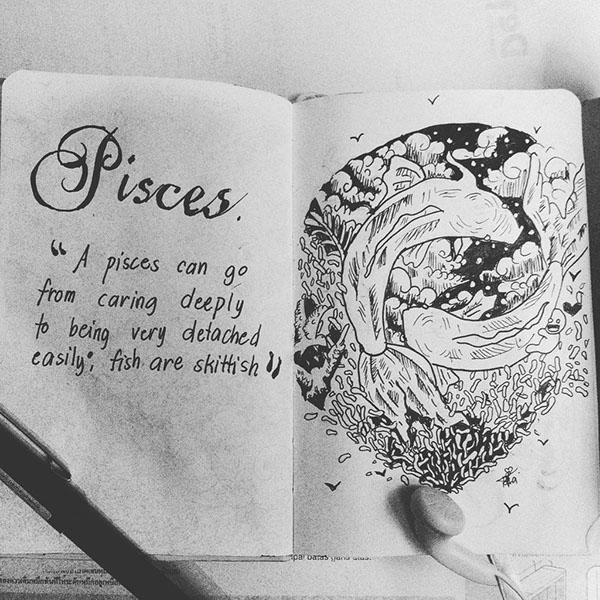 Pisces.
“ A pisces can go
from caring deeply
to being very detached
easily; fish are skittish ”